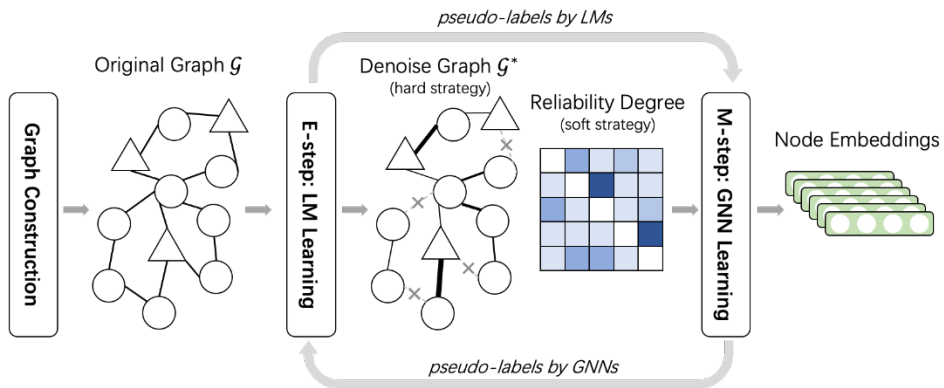 pseudo-labels by LMs
Graph Construction
Original Graph 𝒢
E-step: LM Learning
Denoise Graph 𝒢*
(hard strategy)
Reliability Degree
(soft strategy)
M-step: GNN Learning
Node Embeddings
pseudo-labels by GNNs